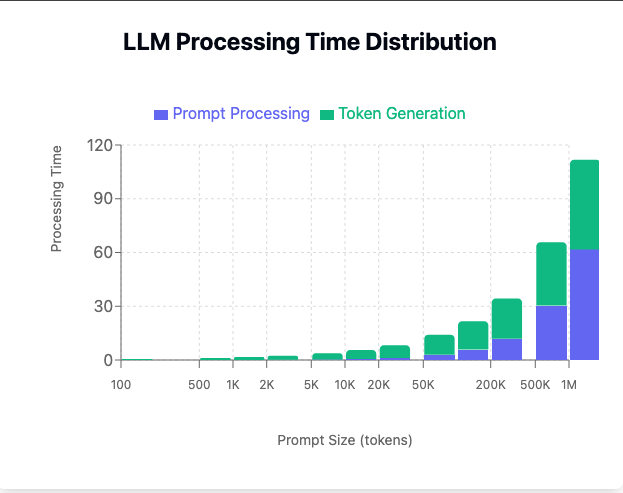 LLM Processing Time Distribution
Prompt Processing Token Generation
Processing Time
120
90
60
30
0
100 500 1K 2K 5K 10K 20K 50K 200K 500K 1M
Prompt Size (tokens)